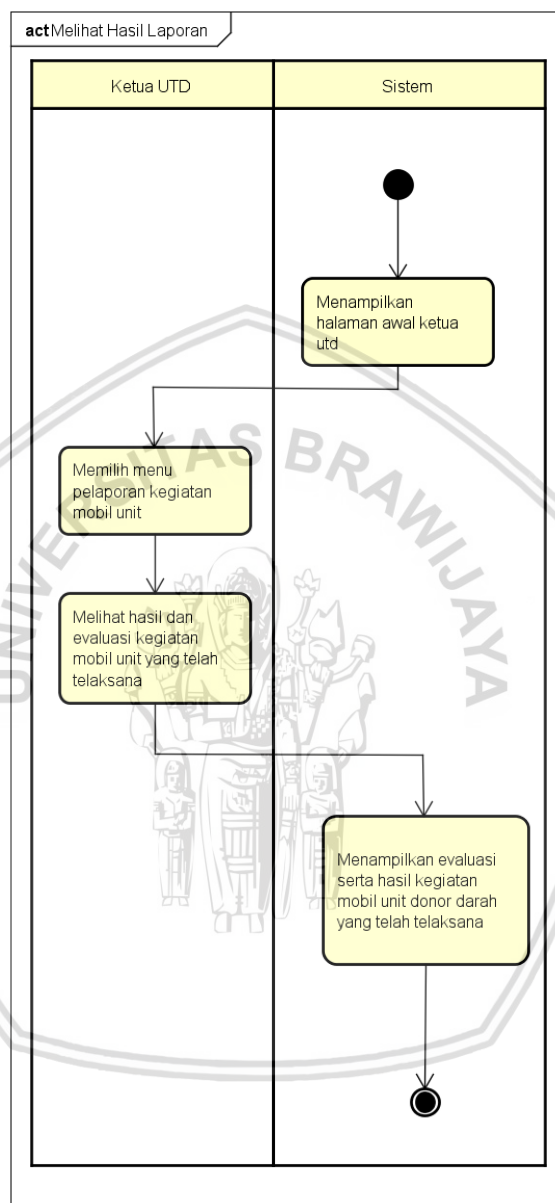 act Melihat Hasil Laporan
Ketua UTD
Sistem
Menampilkan
halaman awal ketua
utd
Memilih menu
pelaporan kegiatan
mobil unit
Melihat hasil dan
evaluasi kegiatan
mobil unit yang telah
telaksana
Menampilkan evaluasi
serta hasil kegiatan
mobil unit donor darah
yang telah telaksana
UNIVERSITAS BRAWIJAYA